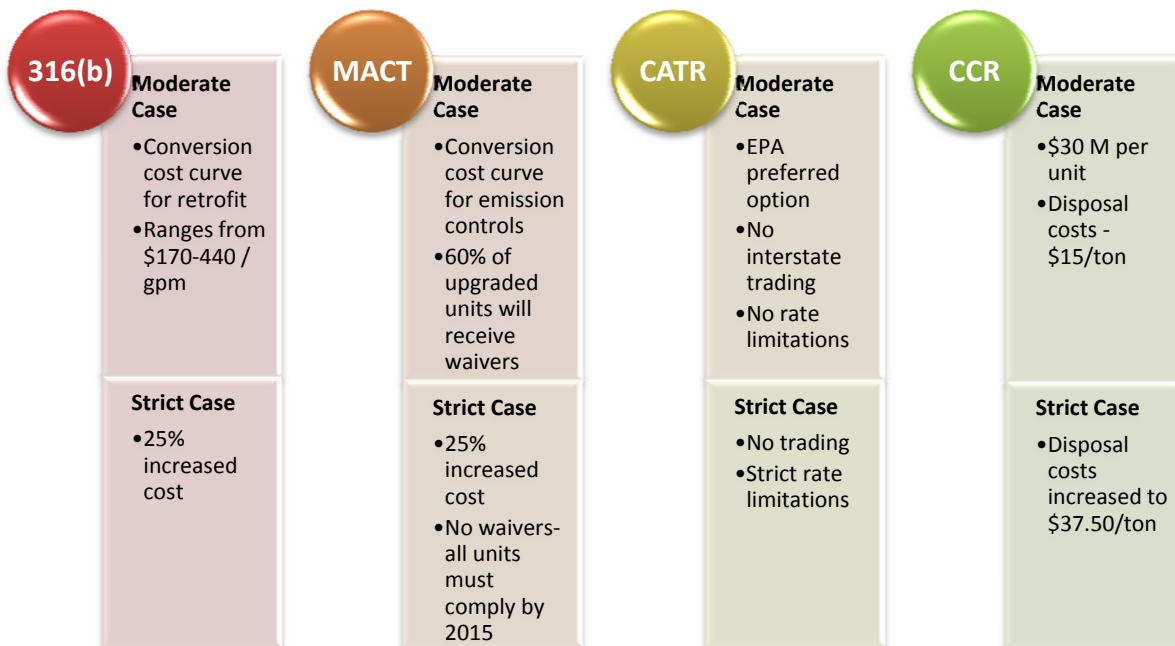 316(b)
Moderate
Case
•Conversion
cost curve
for retrofit
•Ranges from
$170-440 /
gpm
Strict Case
•25%
increased
cost
MACT
Moderate
Case
•Conversion
cost curve
for emission
controls
•60% of
upgraded
units will
receive
waivers
Strict Case
•25%
increased
cost
•No waivers-
all units
must
comply by
2015
CATR
Moderate
Case
•EPA
preferred
option
•No
interstate
trading
•No rate
limitations
Strict Case
•No trading
•Strict rate
limitations
CCR
Moderate
Case
•$30 M per
unit
•Disposal
costs -
$15/ton
Strict Case
•Disposal
costs
increased to
$37.50/ton